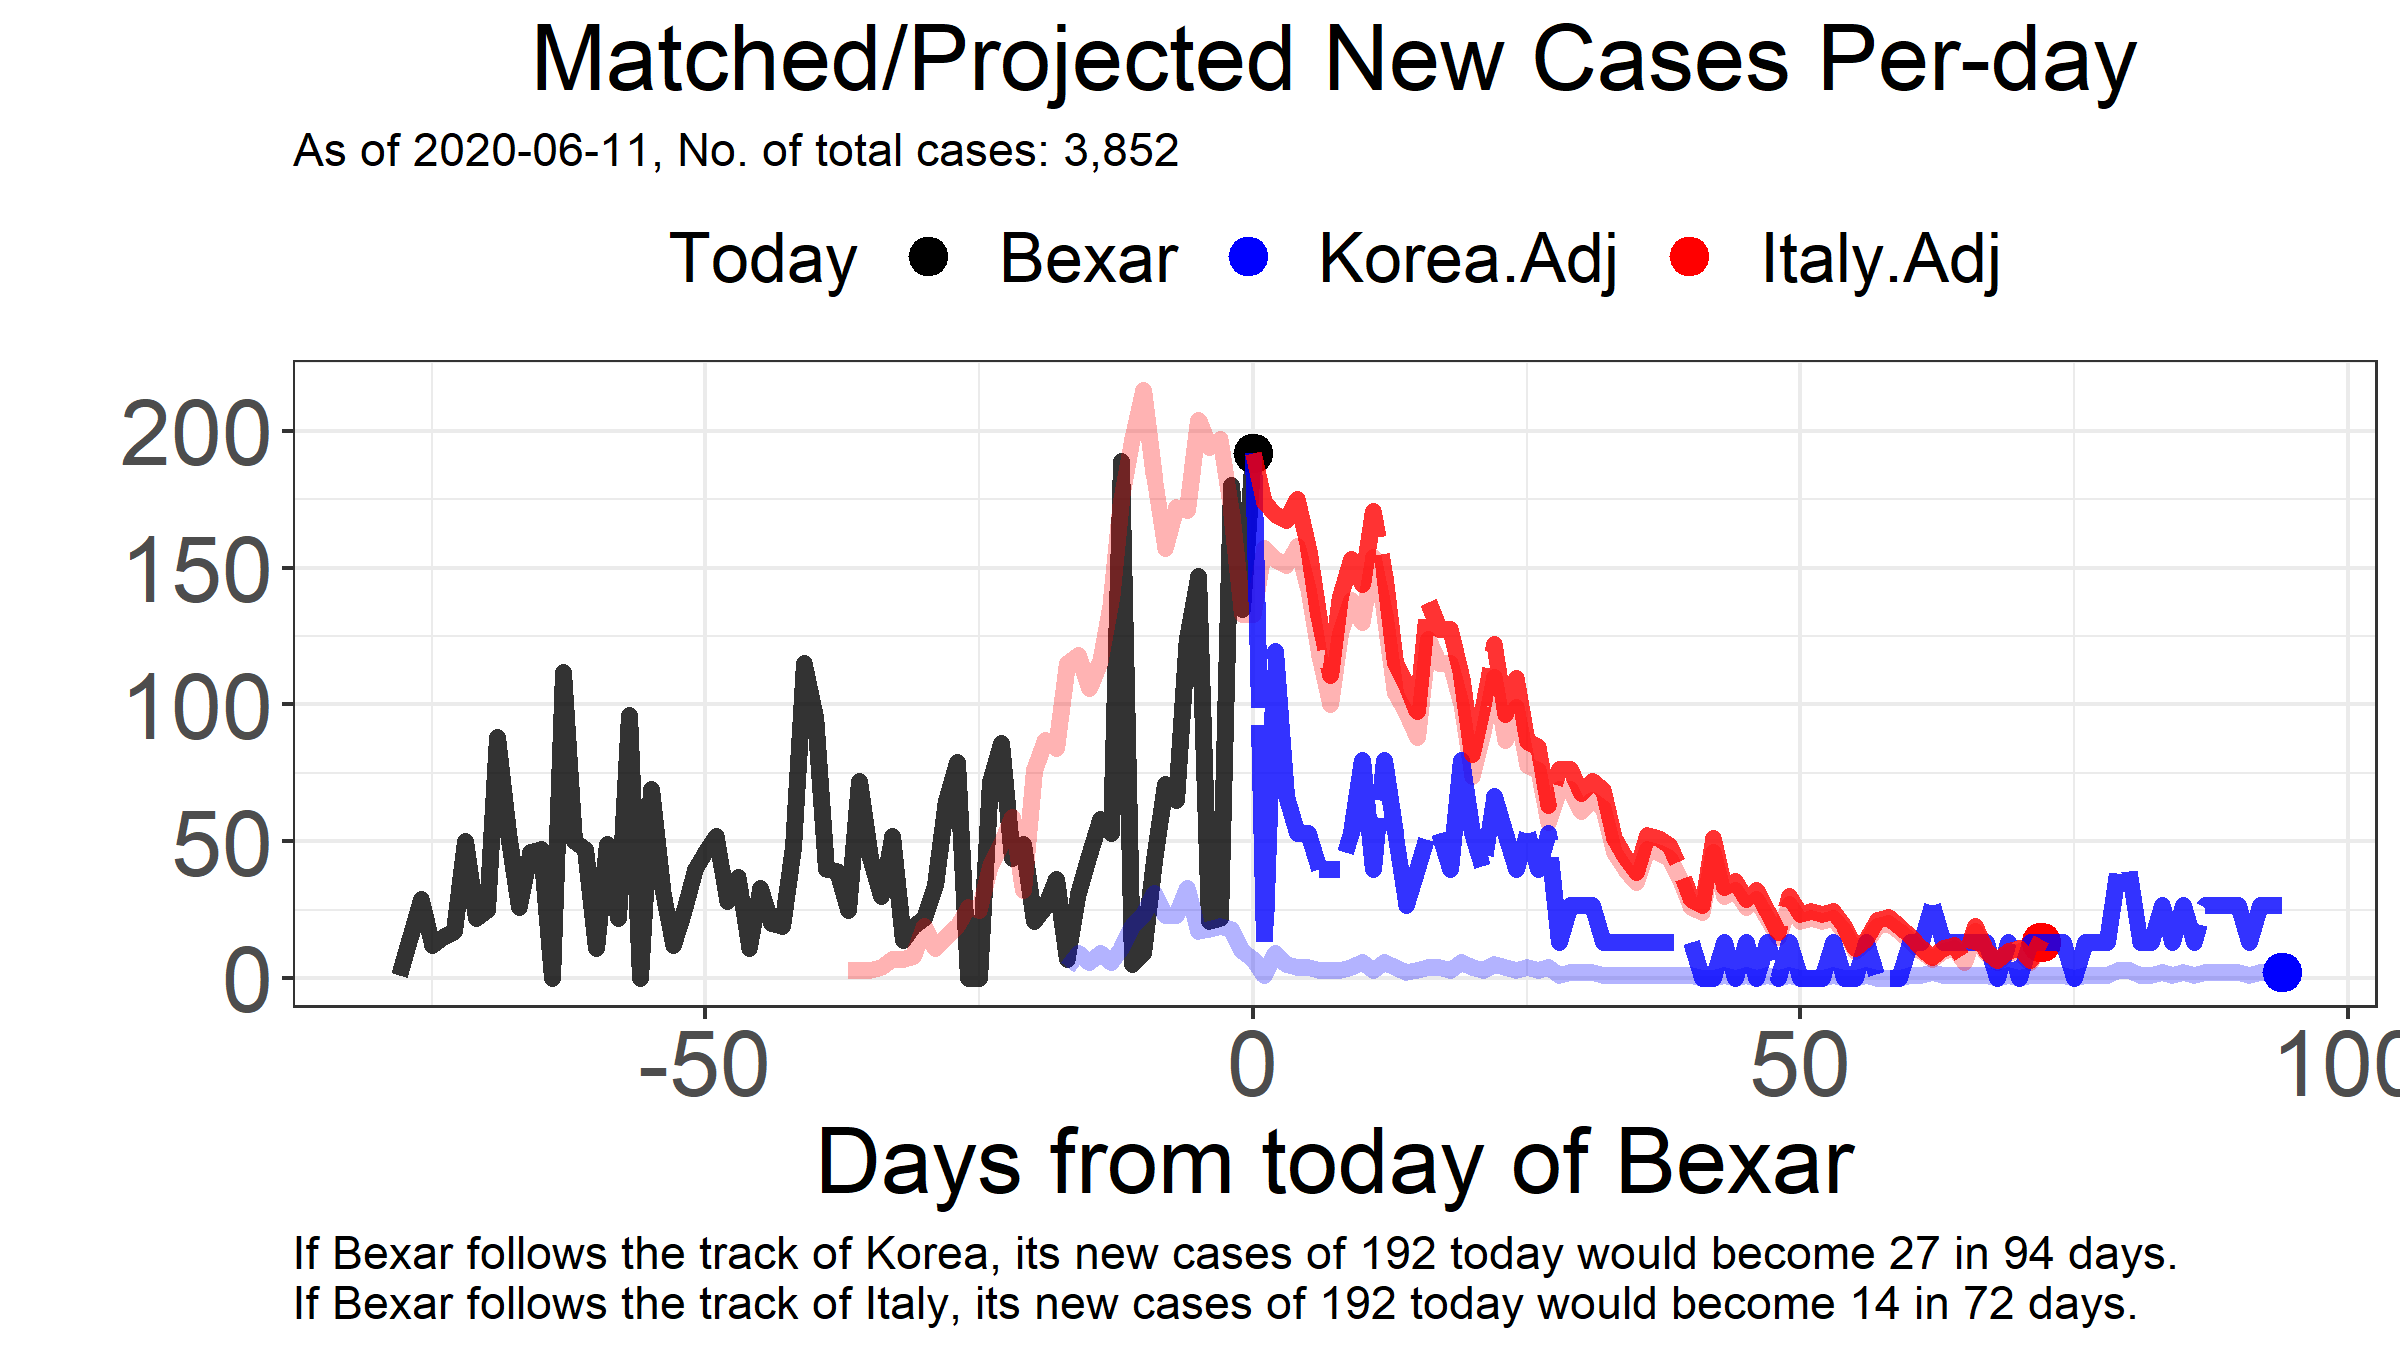 Matched/Projected New Cases Per-day
As of 2020-06-11, No. of total cases: 3,852
Today Bexar Korea.Adj Italy.Adj
200
150
100
50
0
-50 0 50 100
Days from today of Bexar
If Bexar follows the track of Korea, its new cases of 192 today would become 27 in 94 days.
If Bexar follows the track of Italy, its new cases of 192 today would become 14 in 72 days.